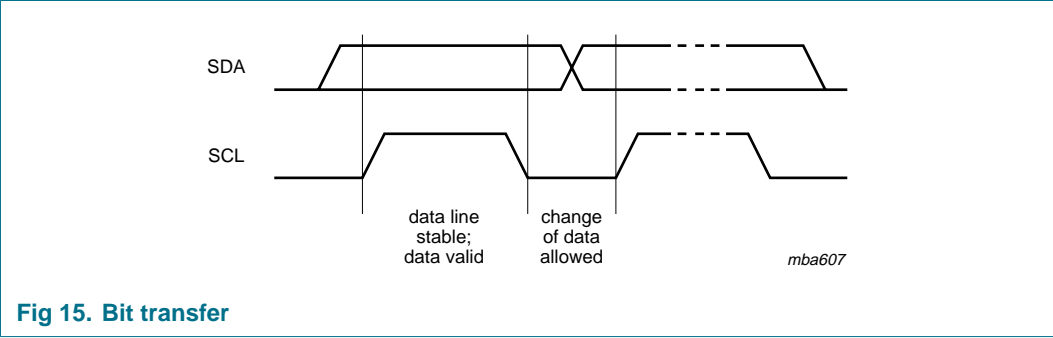 SDA
SCL
data line
stable;
data valid
change
of data
allowed
mba607
Fig 15. Bit transfer